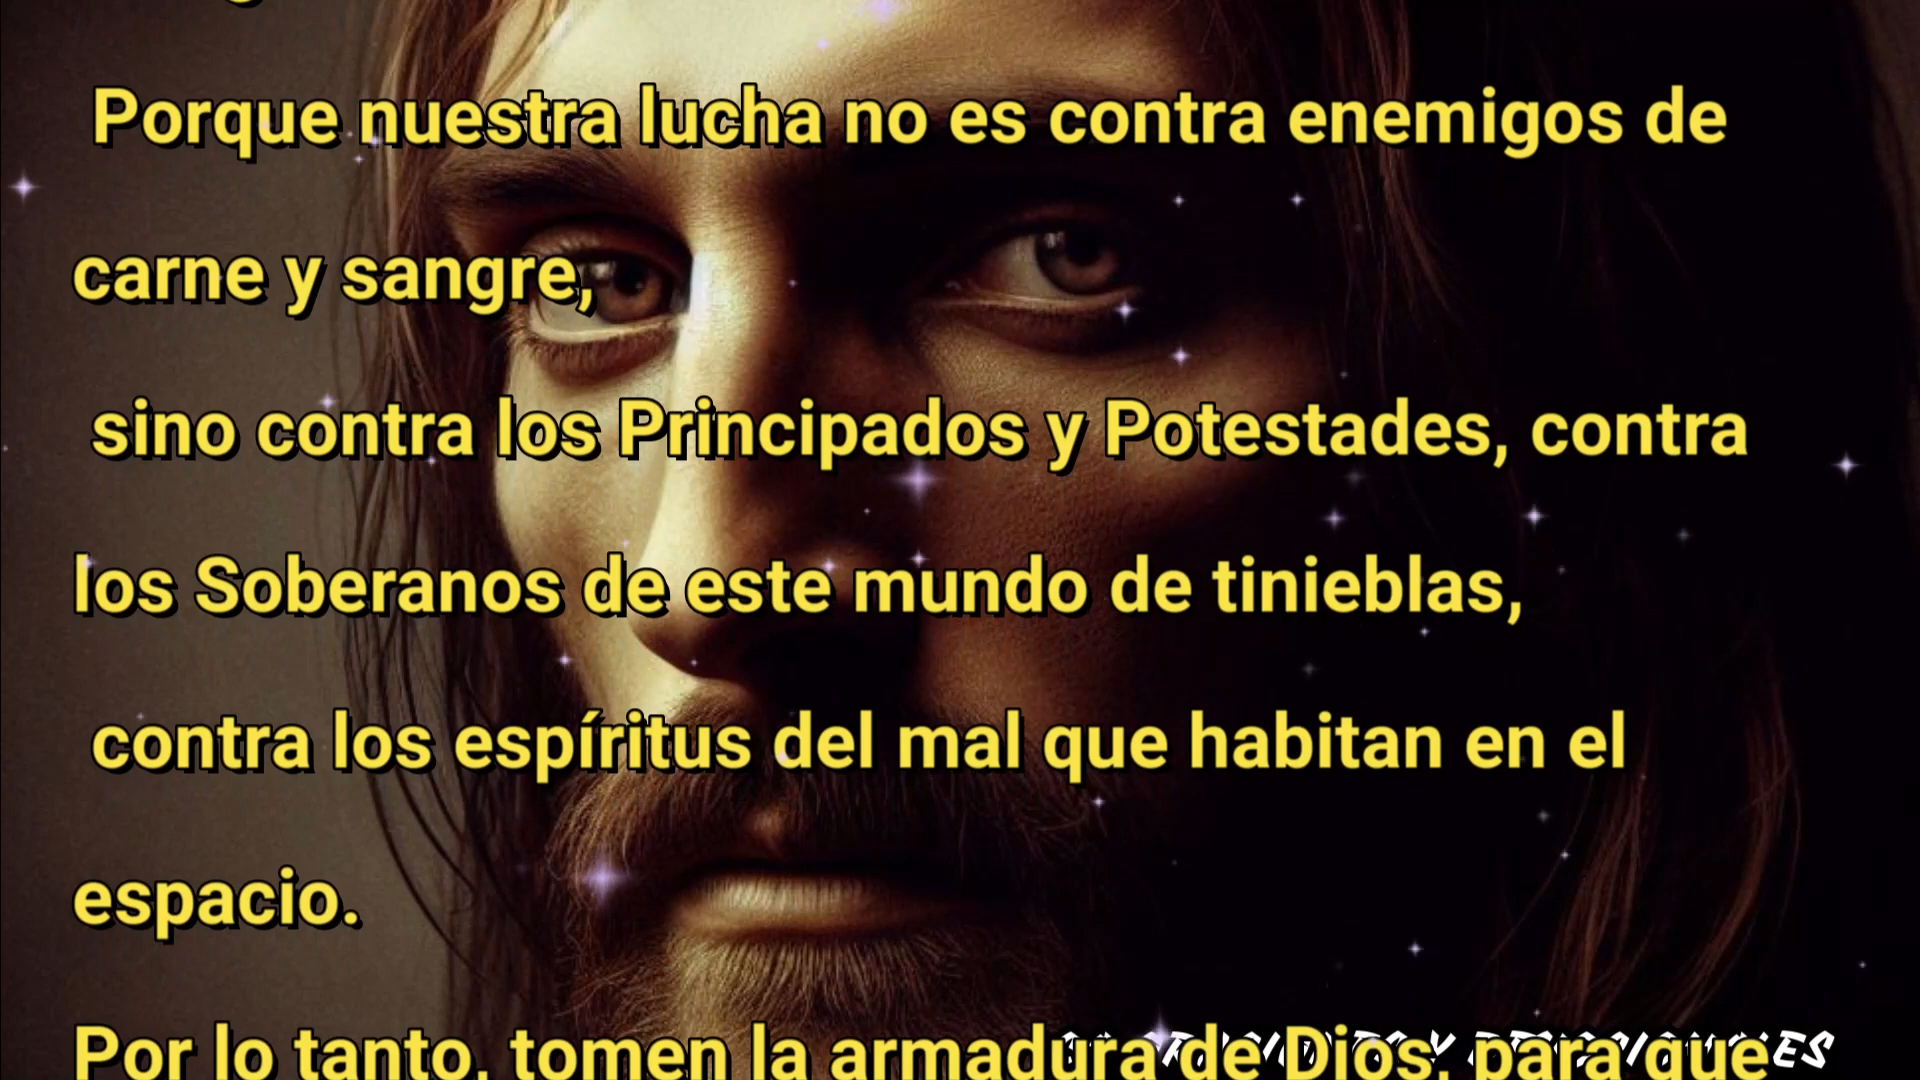 Porque nuestra lucha no es contra enemigos de
carne y sangre,
sino contra los Principados y Potestades, contra
los Soberanos de este mundo de tinieblas,
contra los espíritus del mal que habitan en el
espacio.
Por lo tanto, tomen la armadura de Dios, para que